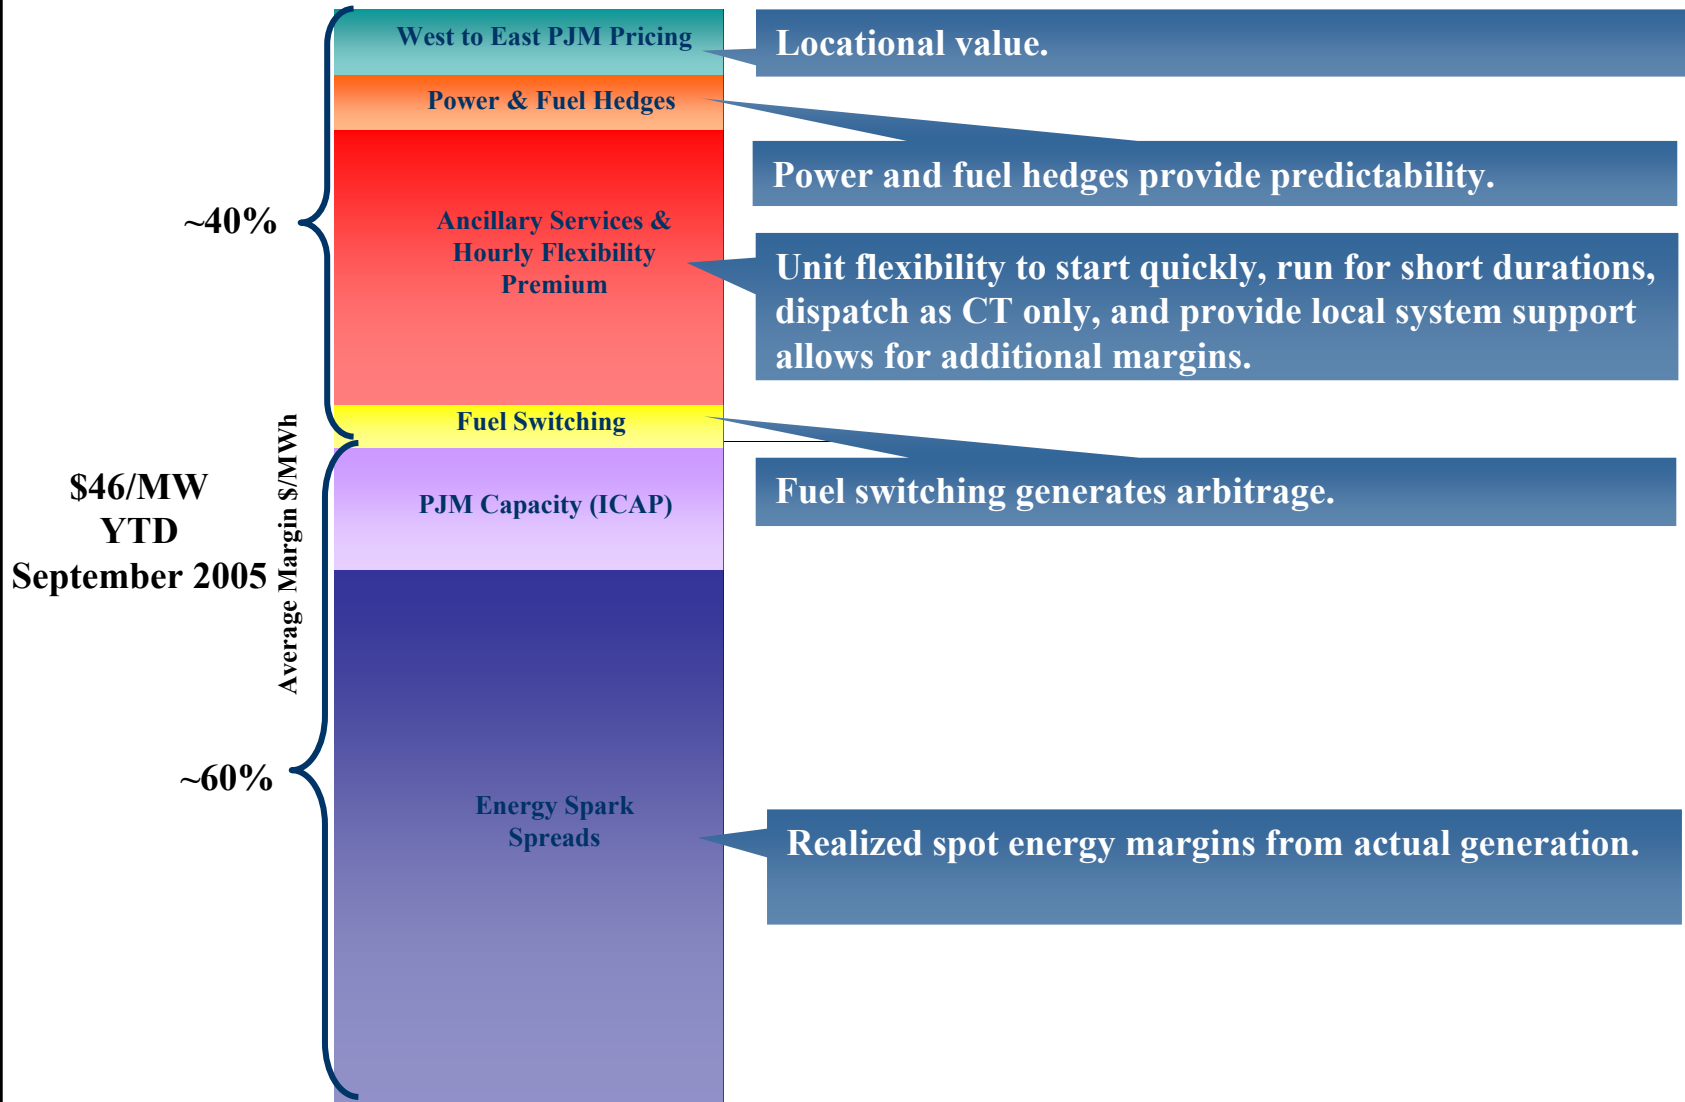 West to East PJM Pricing
Locational value.
Power & Fuel Hedges
Power and fuel hedges provide predictability.
~40%
Ancillary Services &
Hourly Flexibility
Premium
Unit flexibility to start quickly, run for short durations,
dispatch as CT only, and provide local system support
allows for additional margins.
Fuel Switching
Fuel switching generates arbitrage.
$46/MW
YTD
September 2005
Average Margin $/MWh
PJM Capacity (ICAP)
~60%
Energy Spark
Spreads
Realized spot energy margins from actual generation.